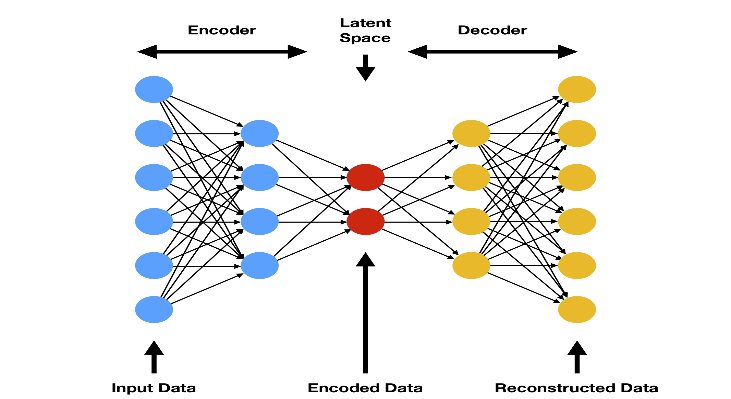 Encoder
Latent
Space
Decoder
Input Data
Encoded Data
Reconstructed Data